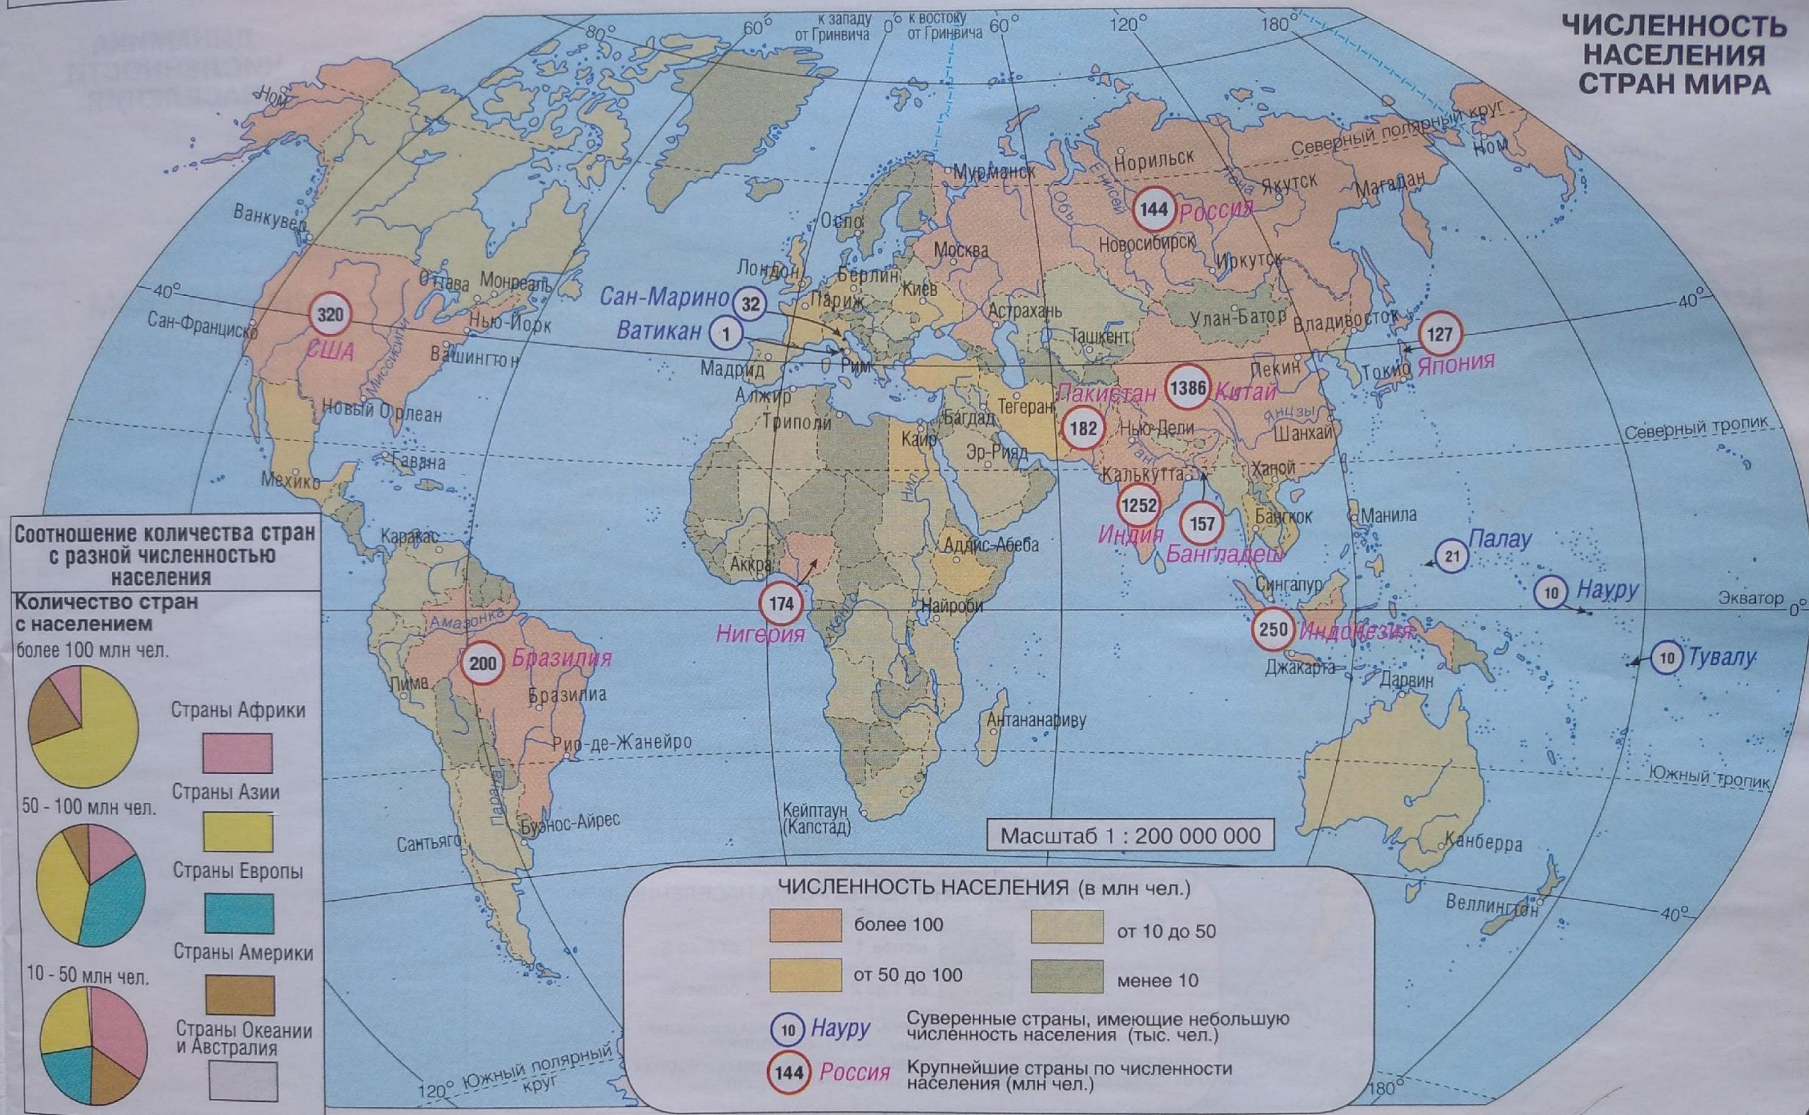 ЧИСЛЕННОСТЬ
НАСЕЛЕНИЯ
СТРАН МИРА
80°
60°
к западу
от Гринвича
0°
к востоку
от Гринвича
60°
120°
180°
Ном
Северный полярный круг
Ном
Мурманск
Норильск
Енисей
Обь
Лена
Якутск
Магадан
144 Россия
Ванкувер
Осло
Москва
Новосибирск
Иркутск
Лондон
Берлин
Киев
Оттава
Монреаль
40°
40°
Сан-Марино 32
Ватикан 1
Париж
Астрахань
Улан-Батор
Владивосток
127
Япония
320
США
Сан-Франциско
Нью-Йорк
Вашингтон
Миссисипи
Мадрид
Рим
Ташкент
Пекин
Токио
Новый Орлеан
Алжир
Триполи
Тегеран
Багдад
Пакистан
182
1386 Китай
Янцзы
Шанхай
Нью-Дели
Ганг
Северный тропик
Гавана
Мехико
Каир
Нил
Эр-Рияд
Калькутта
Ханой
1252
Индия
157
Бангладеш
Бангкок
Манила
Каракас
Аккра
Аддис-Абеба
21
Палау
Сингалур
10 Науру
Экватор 0°
174
Нигерия
Конго
Найроби
Амазонка
250 Индонезия
10 Тувалу
200 Бразилия
Джакарта
Дарвин
Лима
Бразилиа
Антананариву
Рио-де-Жанейро
Южный тропик
Парана
Сантьяго
Буэнос-Айрес
Кейптаун
(Капстад)
Масштаб 1 : 200 000 000
Канберра
Веллингтон
40°
120°
Южный полярный
круг
180°
Соотношение количества стран
с разной численностью
населения
Количество стран
с населением
более 100 млн чел.
Страны Африки
Страны Азии
50 - 100 млн чел.
Страны Европы
Страны Америки
10 - 50 млн чел.
Страны Океании
и Австралия
ЧИСЛЕННОСТЬ НАСЕЛЕНИЯ (в млн чел.)
более 100
от 10 до 50
от 50 до 100
менее 10
10 Науру
Суверенные страны, имеющие небольшую
численность населения (тыс. чел.)
144 Россия
Крупнейшие страны по численности
населения (млн чел.)